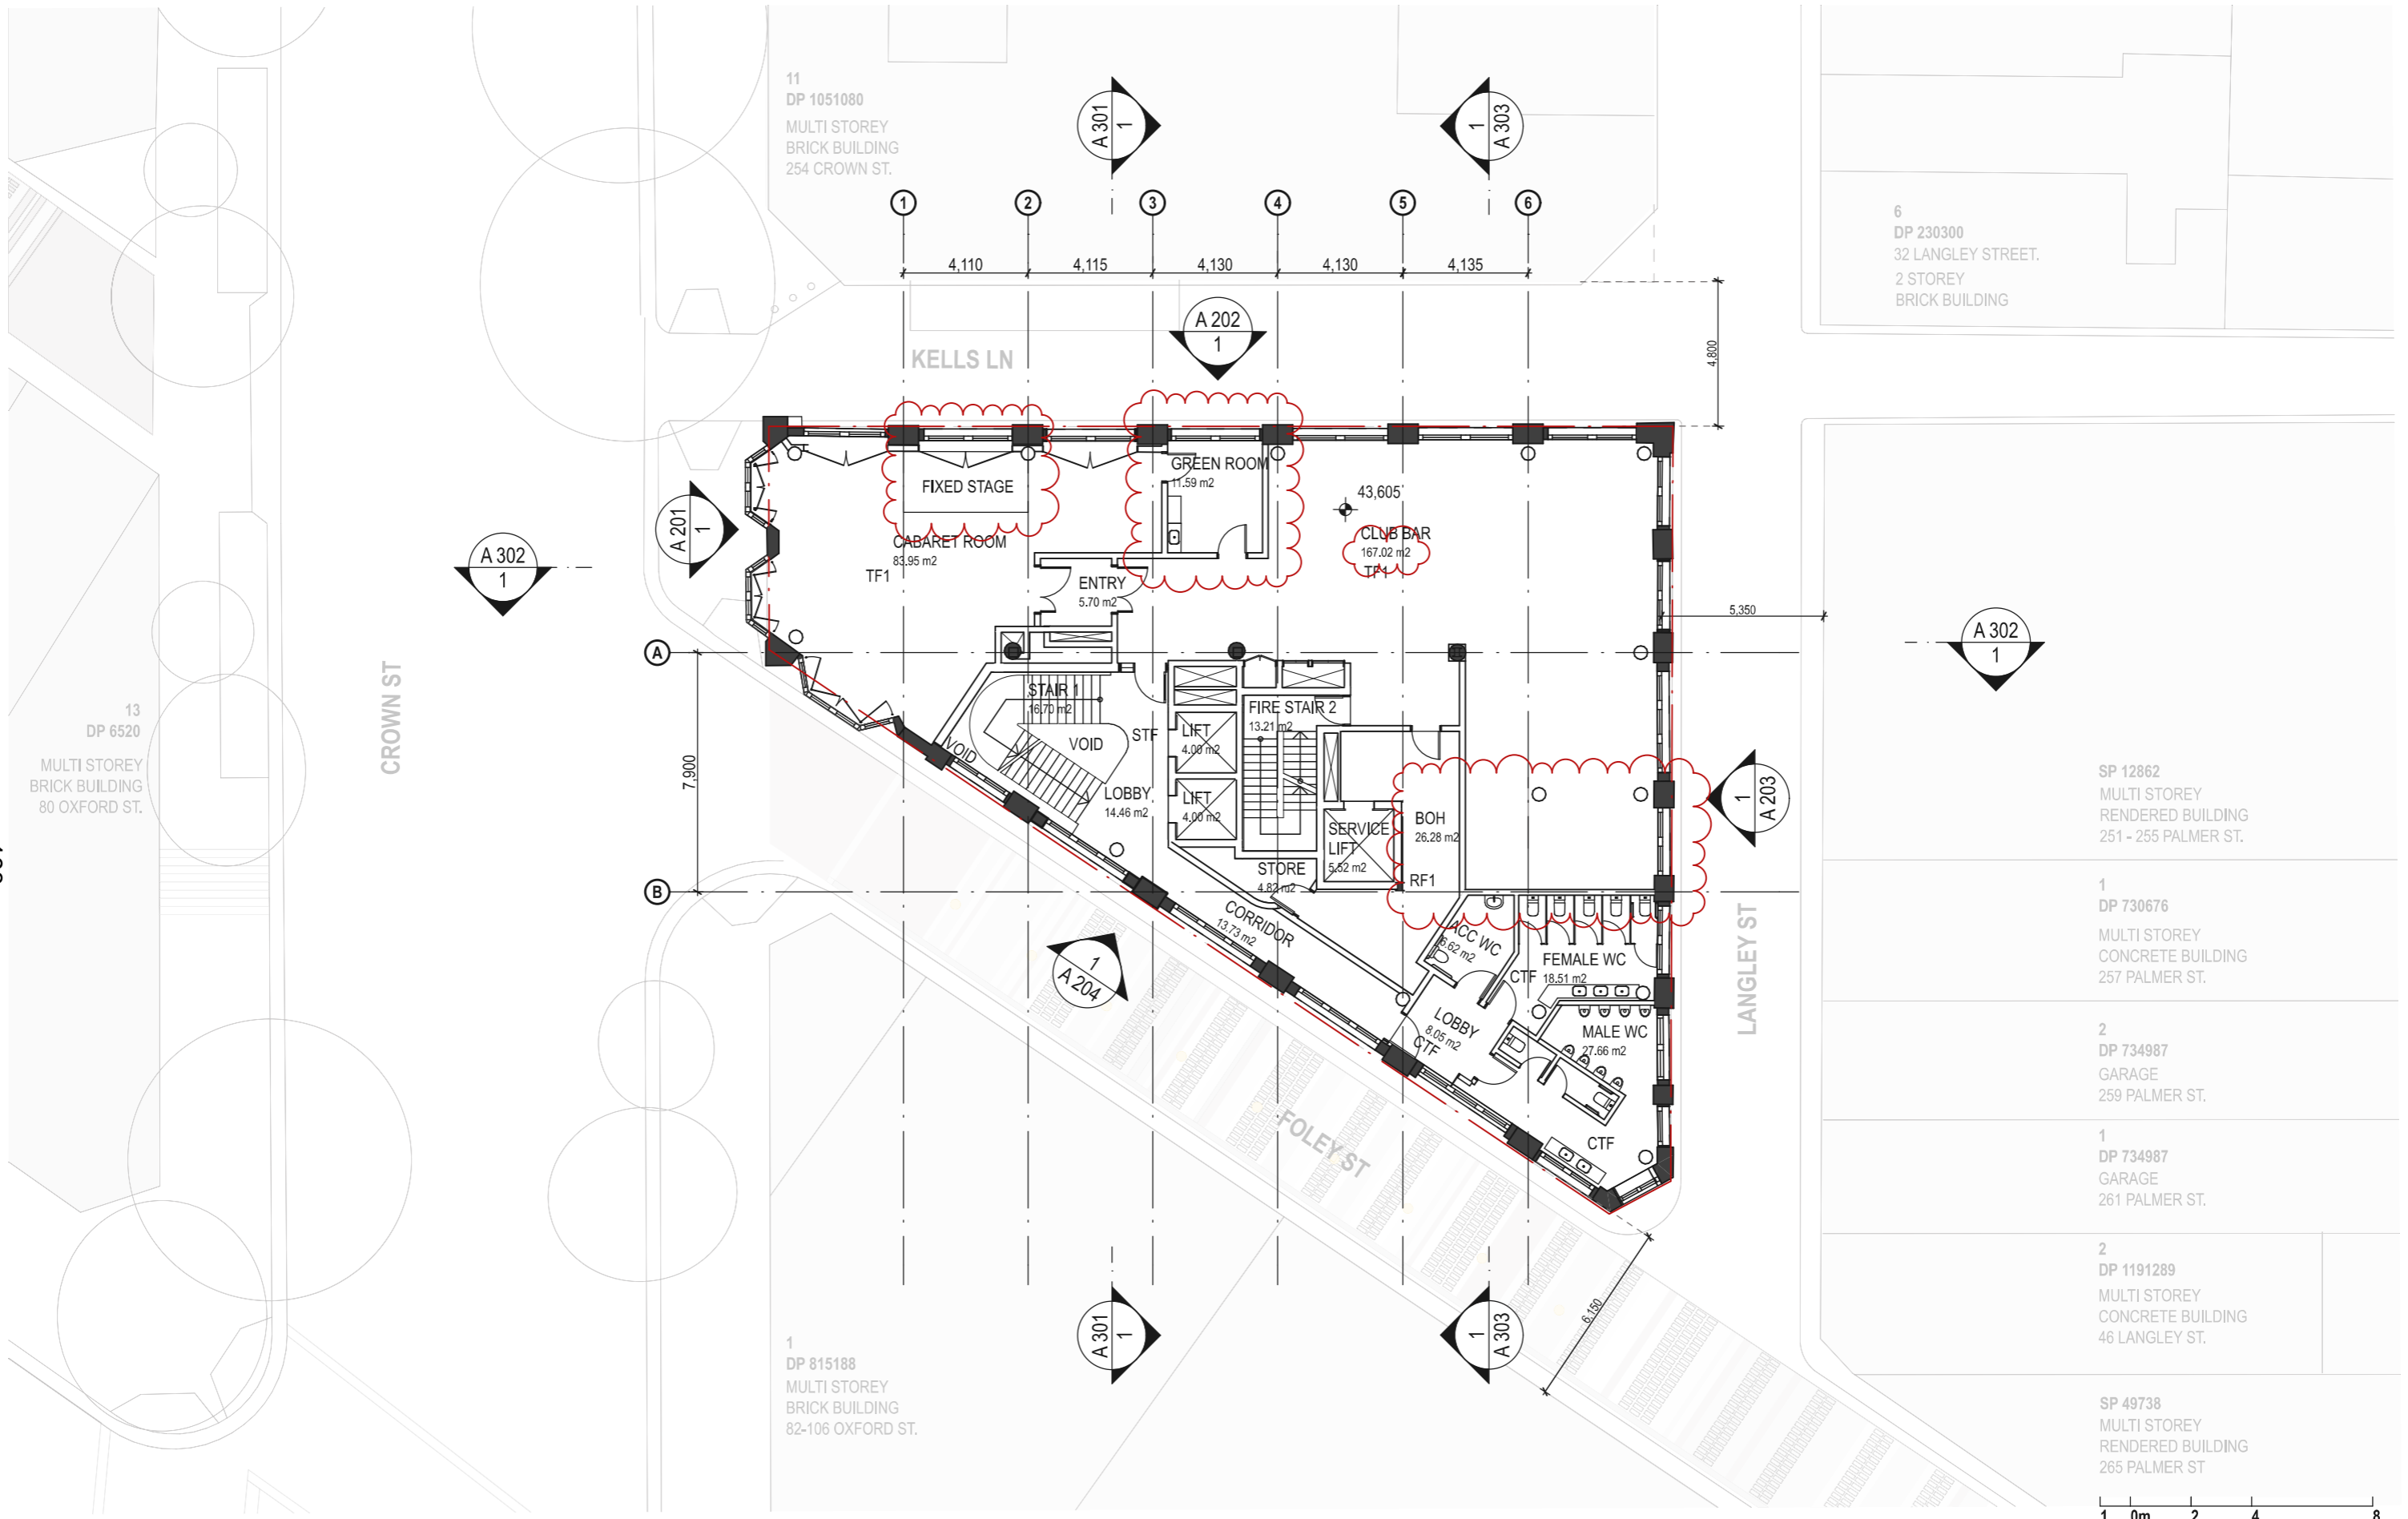 11
DP 1051080
MULTI STOREY
BRICK BUILDING
254 CROWN ST.
A 301
1
1
A 303
6
DP 230300
32 LANGLEY STREET.
2 STOREY
BRICK BUILDING
1
2
3
4
5
6
4,110
4,115
4,130
4,130
4,135
4,800
KELLS LN
A 202
1
GREEN ROOM
11.59 m2
FIXED STAGE
43,605
CLUB BAR
167.02 m2
TF1
CABARET ROOM
83.95 m2
TF1
A 201
1
A 302
1
ENTRY
5.70 m2
5,350
A 302
1
A
CROWN ST
13
DP 6520
MULTI STOREY
BRICK BUILDING
80 OXFORD ST.
7,900
STAIR 1
16.70 m2
VOID
VOID
STF
LIFT
4.00 m2
FIRE STAIR 2
13.21 m2
LOBBY
14.46 m2
LIFT
4.00 m2
SERVICE
LIFT
5.52 m2
BOH
26.28 m2
RF1
1
A 203
SP 12862
MULTI STOREY
RENDERED BUILDING
251 - 255 PALMER ST.
STORE
4.82 m2
B
CORRIDOR
13.73 m2
ACC WC
6.62 m2
FEMALE WC
18.51 m2
CTF
1
DP 730676
MULTI STOREY
CONCRETE BUILDING
257 PALMER ST.
1
A 204
LANGLEY ST
LOBBY
8.05 m2
CTF
MALE WC
27.66 m2
2
DP 734987
GARAGE
259 PALMER ST.
FOLEY ST
CTF
1
DP 734987
GARAGE
261 PALMER ST.
6,150
2
DP 1191289
MULTI STOREY
CONCRETE BUILDING
46 LANGLEY ST.
A 301
1
1
A 303
1
DP 815188
MULTI STOREY
BRICK BUILDING
82-106 OXFORD ST.
SP 49738
MULTI STOREY
RENDERED BUILDING
265 PALMER ST
1 0m 2 4 8